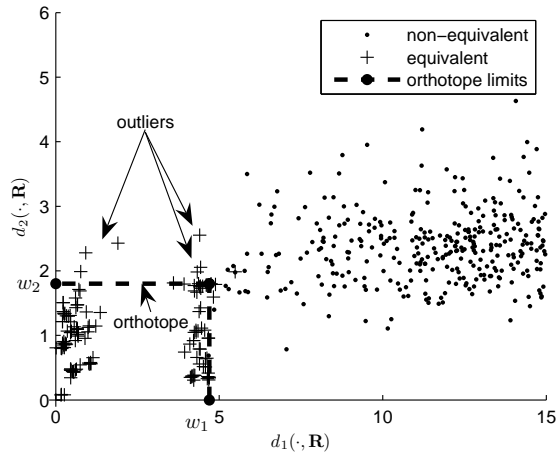 6
5
4
3
2
1
0
w₂
d₂(·, R)
non−equivalent
equivalent
orthotope limits
outliers
orthotope
0
5
10
15
w₁
d₁(·, R)